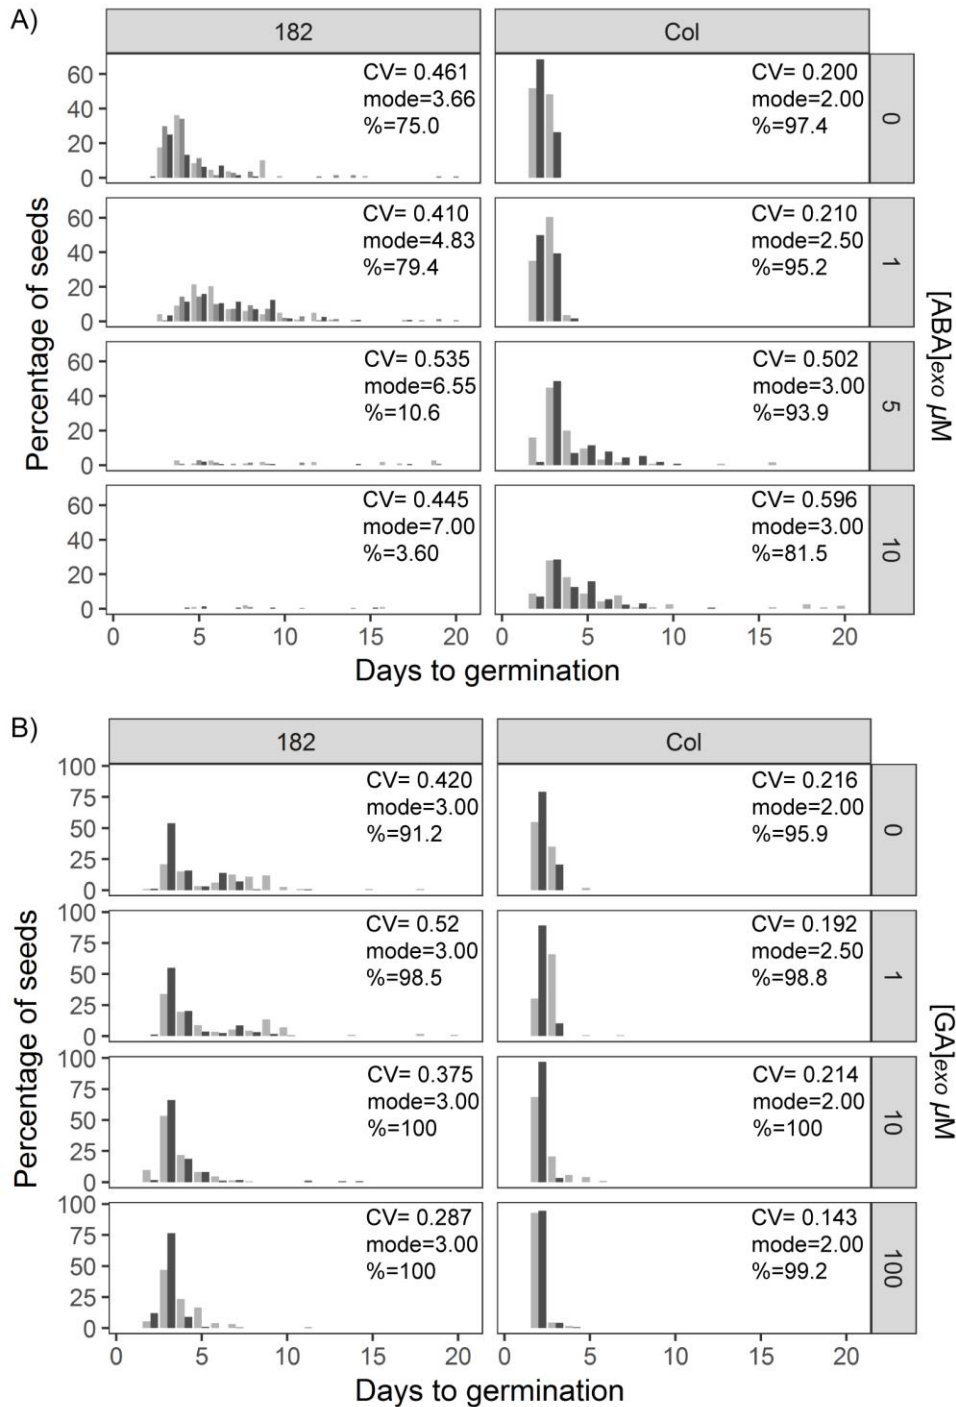 A)
182
Col
Percentage of seeds
60
40
20
0
CV= 0.461
mode=3.66
%=75.0
CV= 0.200
mode=2.00
%=97.4
0
60
40
20
0
CV= 0.410
mode=4.83
%=79.4
CV= 0.210
mode=2.50
%=95.2
1
60
40
20
0
CV= 0.535
mode=6.55
%=10.6
CV= 0.502
mode=3.00
%=93.9
5
60
40
20
0
CV= 0.445
mode=7.00
%=3.60
CV= 0.596
mode=3.00
%=81.5
10
[ABA]exo µM
0 5 10 15 20
0 5 10 15 20
Days to germination
B)
182
Col
Percentage of seeds
100
75
50
25
0
CV= 0.420
mode=3.00
%=91.2
CV= 0.216
mode=2.00
%=95.9
0
100
75
50
25
0
CV= 0.52
mode=3.00
%=98.5
CV= 0.192
mode=2.50
%=98.8
1
100
75
50
25
0
CV= 0.375
mode=3.00
%=100
CV= 0.214
mode=2.00
%=100
10
100
75
50
25
0
CV= 0.287
mode=3.00
%=100
CV= 0.143
mode=2.00
%=99.2
100
[GA]exo µM
0 5 10 15 20
0 5 10 15 20
Days to germination